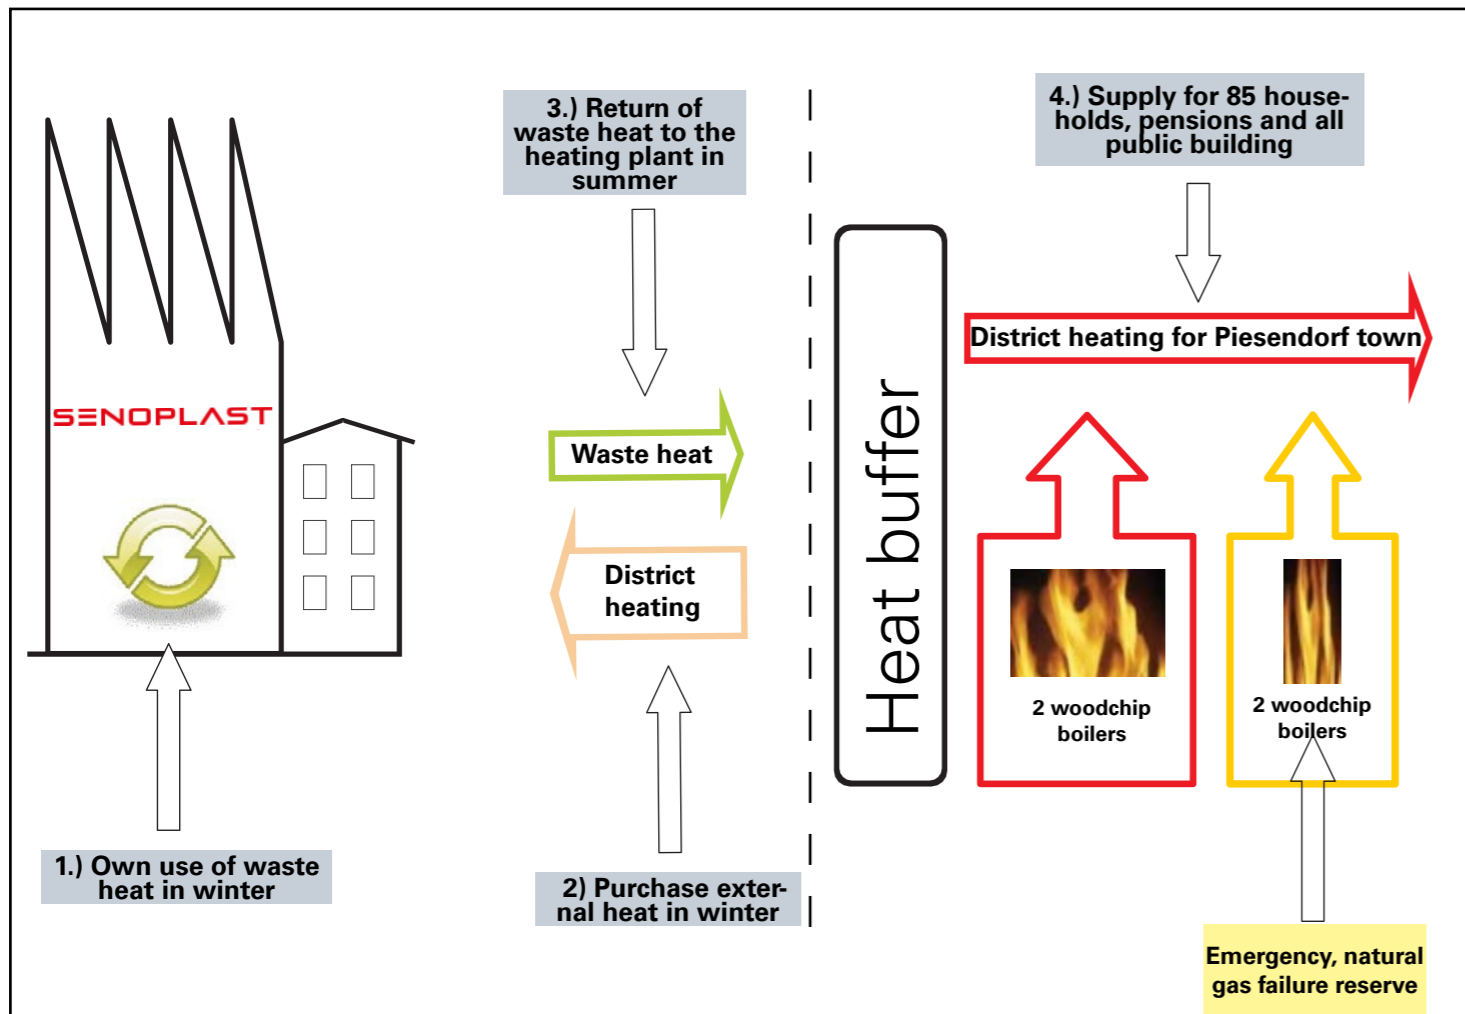 3.) Return of
waste heat to the
heating plant in
summer
4.) Supply for 85 house-
holds, pensions and all
public building
SENOPLAST
Waste heat
District
heating
Heat buffer
District heating for Piesendorf town
2 woodchip
boilers
2 woodchip
boilers
1.) Own use of waste
heat in winter
2) Purchase exter-
nal heat in winter
Emergency, natural
gas failure reserve